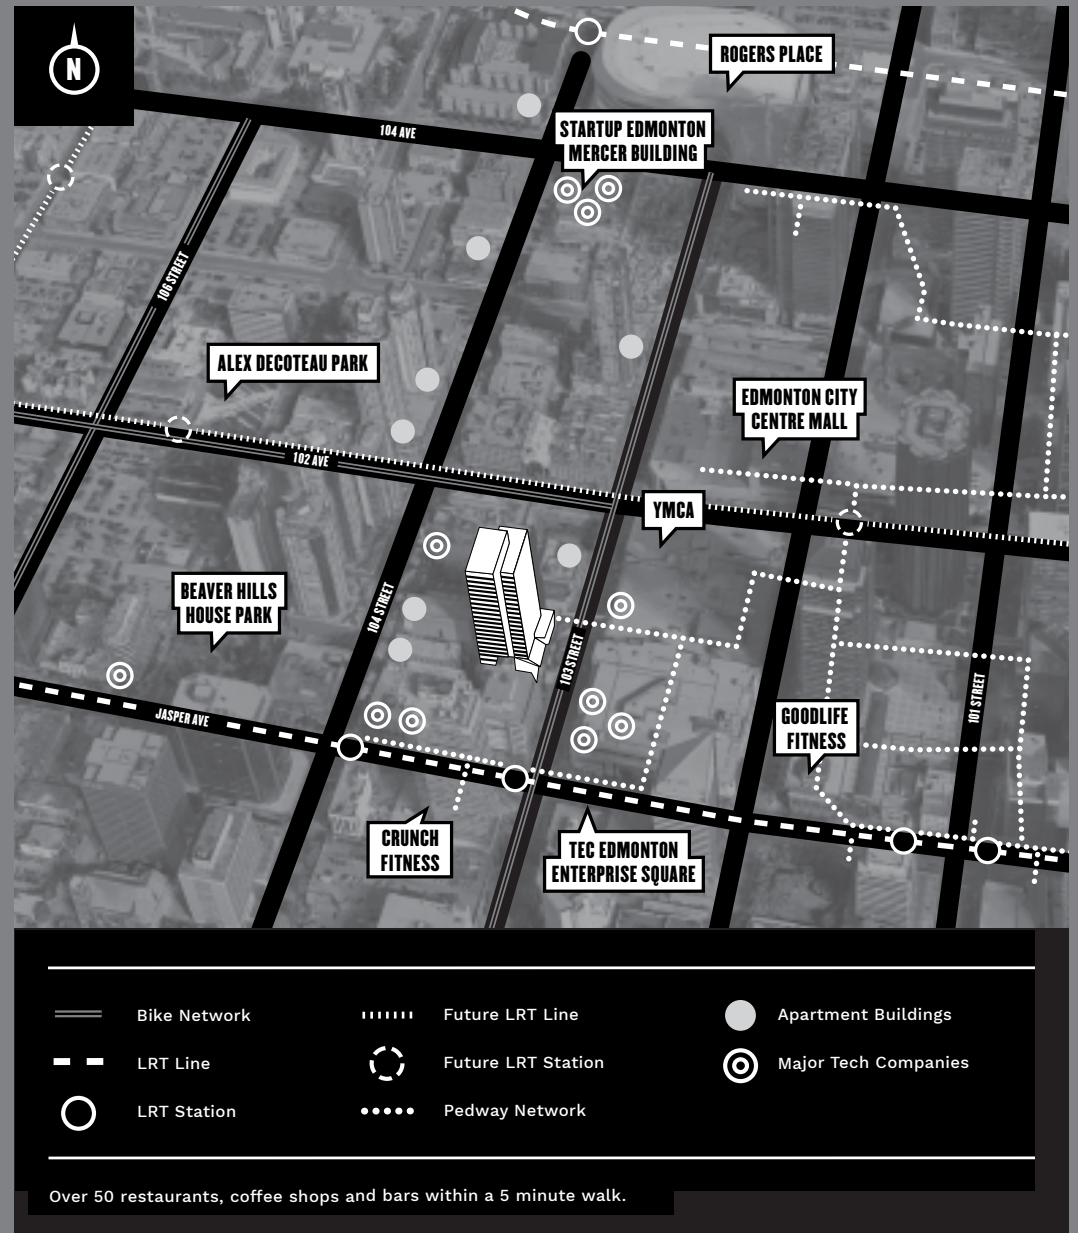 N
ROGERS PLACE
STARTUP EDMONTON
MERCER BUILDING
104 AVE
106 STREET
ALEX DECOTEAU PARK
EDMONTON CITY
CENTRE MALL
102 AVE
YMCA
BEAVER HILLS
HOUSE PARK
104 STREET
103 STREET
101 STREET
JASPER AVE
GOODLIFE
FITNESS
CRUNCH
FITNESS
TEC EDMONTON
ENTERPRISE SQUARE
Bike Network
LRT Line
LRT Station
Future LRT Line
Future LRT Station
Pedway Network
Apartment Buildings
Major Tech Companies
Over 50 restaurants, coffee shops and bars within a 5 minute walk.